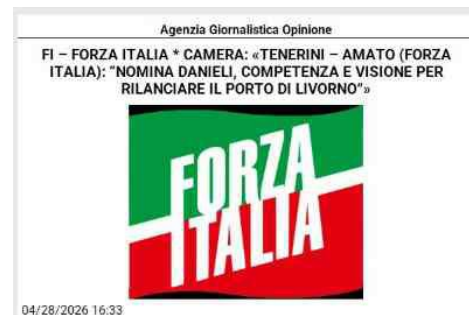 Agenzia Giornalistica Opinione
FI – FORZA ITALIA * CAMERA: «TENERINI – AMATO (FORZA
ITALIA): “NOMINA DANIELI, COMPETENZA E VISIONE PER
RILANCIARE IL PORTO DI LIVORNO”»
FORZA
ITALIA
04/28/2026 16:33